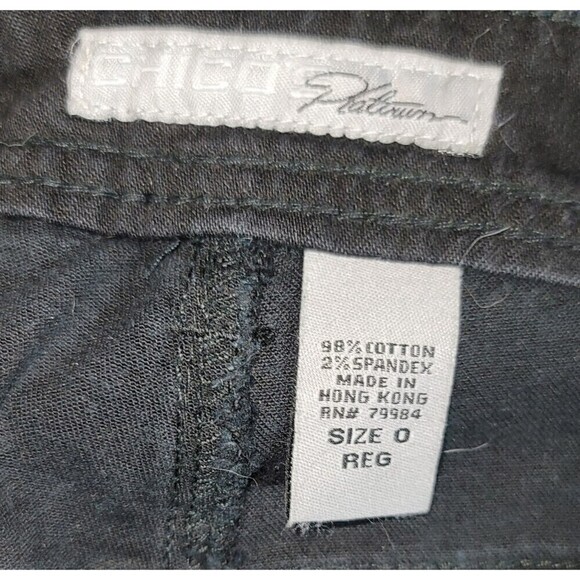 CHICO'S Platinum
98% COTTON
2% SPANDEX
MADE IN
HONG KONG
RN# 79984
SIZE 0
REG